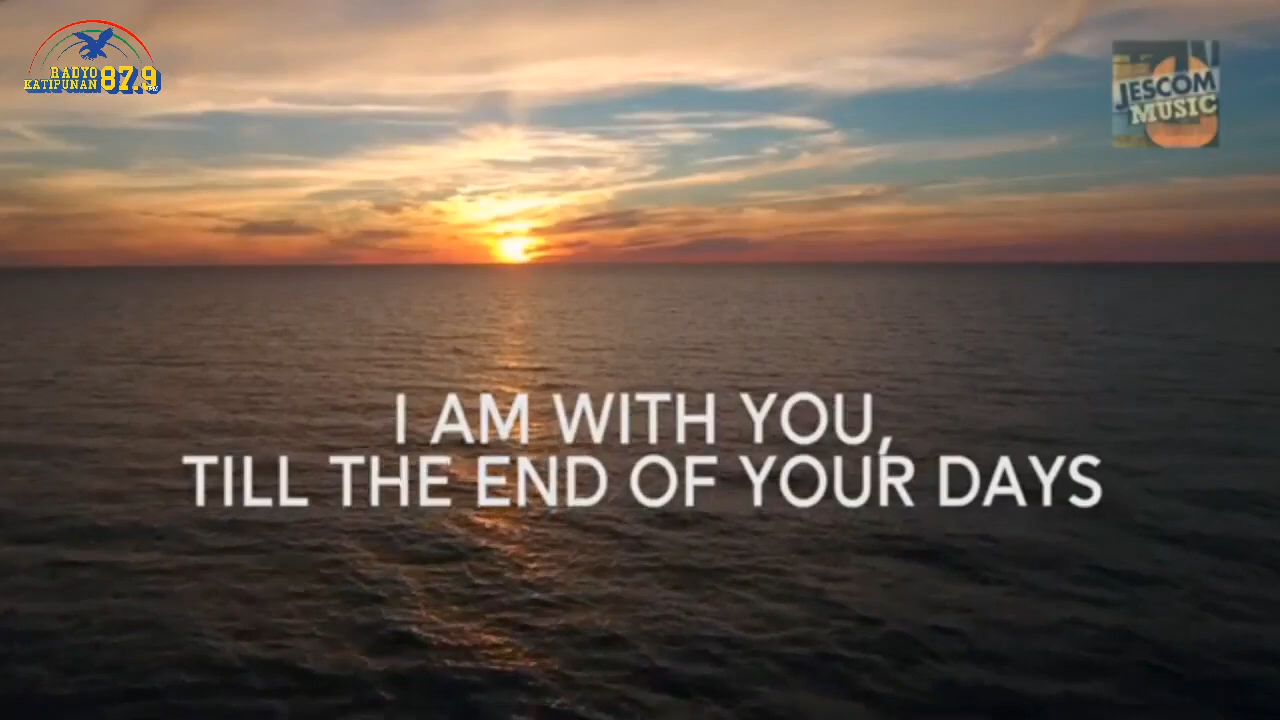 RADYO
KATIPUNAN 87.9
JESCOM
MUSIC
I AM WITH YOU,
TILL THE END OF YOUR DAYS